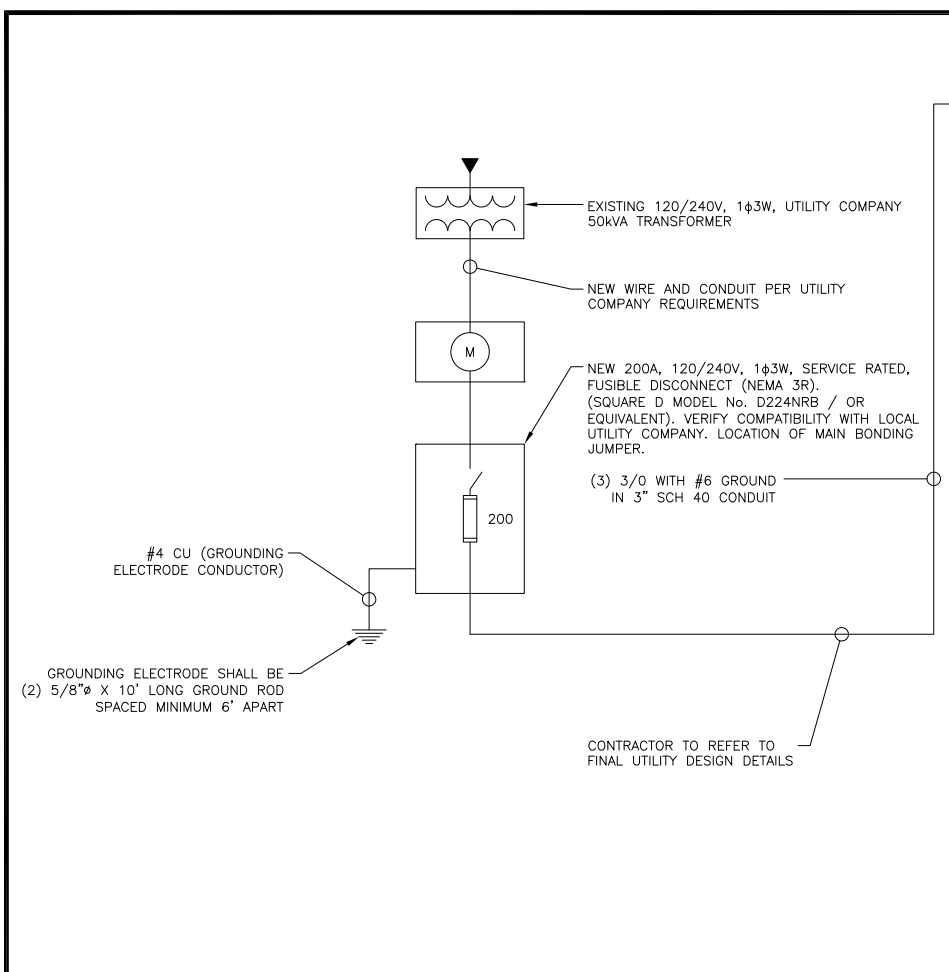 EXISTING 120/240V, 1ϕ3W, UTILITY COMPANY
50kVA TRANSFORMER
NEW WIRE AND CONDUIT PER UTILITY
COMPANY REQUIREMENTS
M
NEW 200A, 120/240V, 1ϕ3W, SERVICE RATED,
FUSIBLE DISCONNECT (NEMA 3R).
(SQUARE D MODEL No. D224NRB / OR
EQUIVALENT). VERIFY COMPATIBILITY WITH LOCAL
UTILITY COMPANY. LOCATION OF MAIN BONDING
JUMPER.
(3) 3/0 WITH #6 GROUND
IN 3" SCH 40 CONDUIT
200
#4 CU (GROUNDING
ELECTRODE CONDUCTOR)
GROUNDING ELECTRODE SHALL BE
(2) 5/8"ø X 10' LONG GROUND ROD
SPACED MINIMUM 6' APART
CONTRACTOR TO REFER TO
FINAL UTILITY DESIGN DETAILS